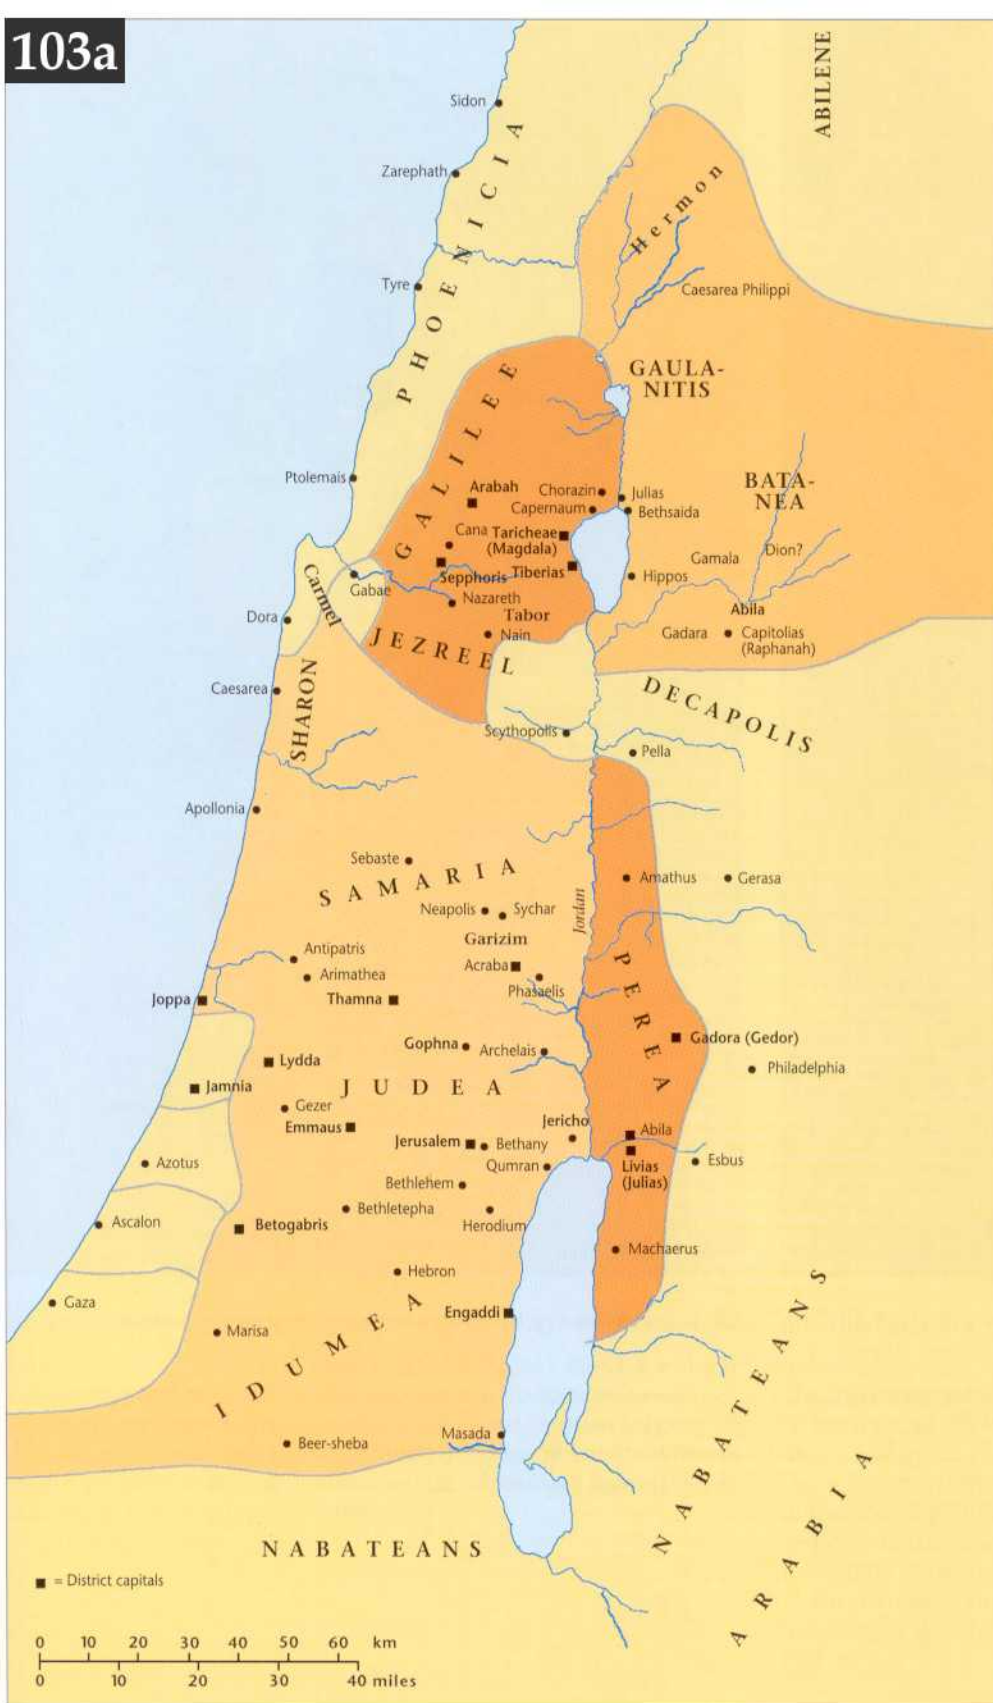 103a
ABILENE
Sidon
Zarephath
PHOENICIA
Hermon
Tyre
Caesarea Philippi
GAULA-
NITIS
GALILEE
Ptolemais
Arabah
Chorazin
Julias
BATA-
NEA
Capernaum
Bethsaida
Cana
Taricheae
(Magdala)
Dion?
Gamala
Carmel
Sepphoris
Tiberias
Hippos
Gabae
Nazareth
Abila
Dora
Tabor
Nain
Gadara
Capitolias
(Raphanah)
JEZREEL
Caesarea
SHARON
DECAPOLIS
Scythopolis
Pella
Apollonia
Sebaste
SAMARIA
Amathus
Gerasa
Neapolis
Sychar
Jordan
Garizim
Antipatris
Acraba
Arimathea
Phasaelis
PEREA
Joppa
Thamna
Gophna
Archelais
Gadora (Gedor)
Lydda
Philadelphia
Jamnia
JUDEA
Gezer
Emmaus
Jericho
Abila
Jerusalem
Bethany
Azotus
Qumran
Livias
(Julias)
Esbus
Bethlehem
Bethletepha
Ascalon
Betogabris
Herodium
Machaerus
Hebron
Gaza
Engaddi
Marisa
IDUMEA
Masada
Beer-sheba
NABATEANS
ARABIA
NABATEANS
= District capitals
0 10 20 30 40 50 60 km
0 10 20 30 40 miles